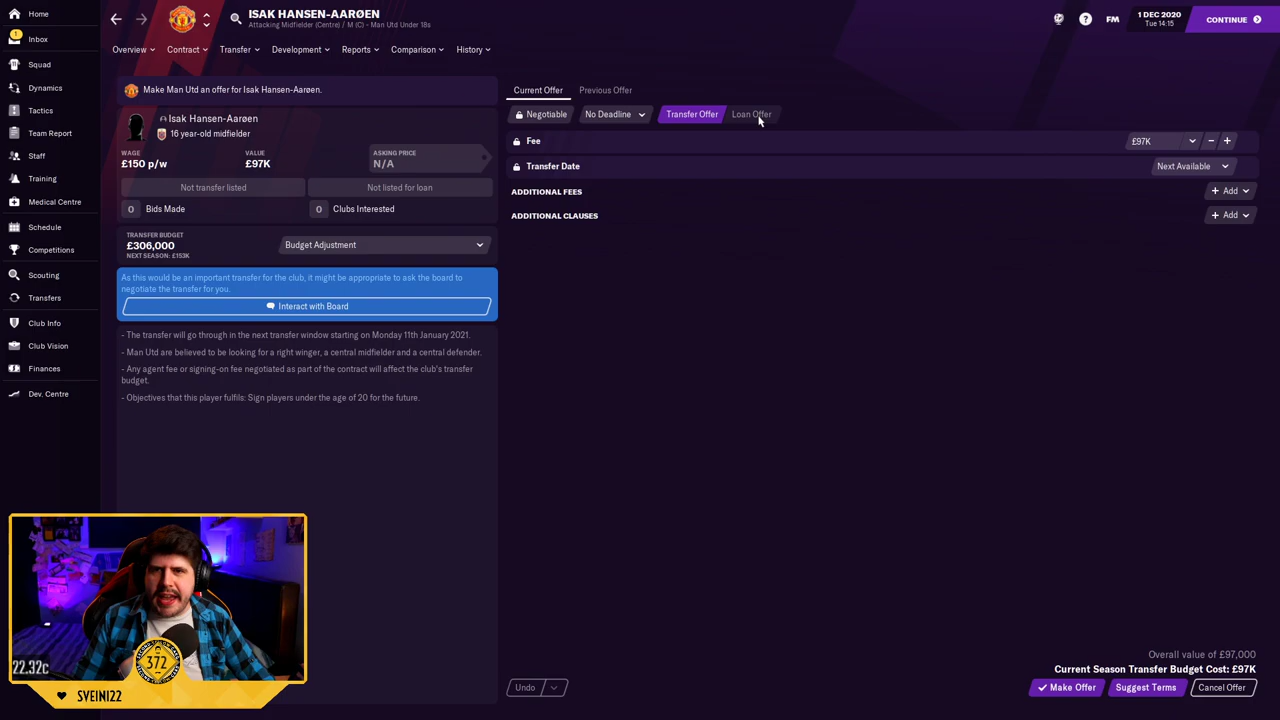 Home
1
Inbox
Squad
Dynamics
Tactics
Team Report
Staff
Training
Medical Centre
Schedule
Competitions
Scouting
Transfers
Club Info
Club Vision
Finances
Dev. Centre
ISAK HANSEN-AARØEN
Attacking Midfielder (Centre) / M (C) - Man Utd Under 18s
? FM 1 DEC 2020
Tue 14:15
CONTINUE
Overview Contract Transfer Development Reports Comparison History
Make Man Utd an offer for Isak Hansen-Aarøen.
Isak Hansen-Aarøen
16 year-old midfielder
WAGE VALUE ASKING PRICE
£150 p/w £97K N/A
Not transfer listed Not listed for loan
0 Bids Made 0 Clubs Interested
TRANSFER BUDGET
£306,000
NEXT SEASON: £153K
Budget Adjustment
As this would be an important transfer for the club, it might be appropriate to ask the board to
negotiate the transfer for you.
Interact with Board
- The transfer will go through in the next transfer window starting on Monday 11th January 2021.
- Man Utd are believed to be looking for a right winger, a central midfielder and a central defender.
- Any agent fee or signing-on fee negotiated as part of the contract will affect the club's transfer
budget.
- Objectives that this player fulfils: Sign players under the age of 20 for the future.
Current Offer Previous Offer
Negotiable No Deadline Transfer Offer Loan Offer
Fee £97K - +
Transfer Date Next Available
ADDITIONAL FEES + Add
ADDITIONAL CLAUSES + Add
22.32c
372
SVEINI22
Undo
Overall value of £97,000
Current Season Transfer Budget Cost: £97K
Make Offer Suggest Terms Cancel Offer